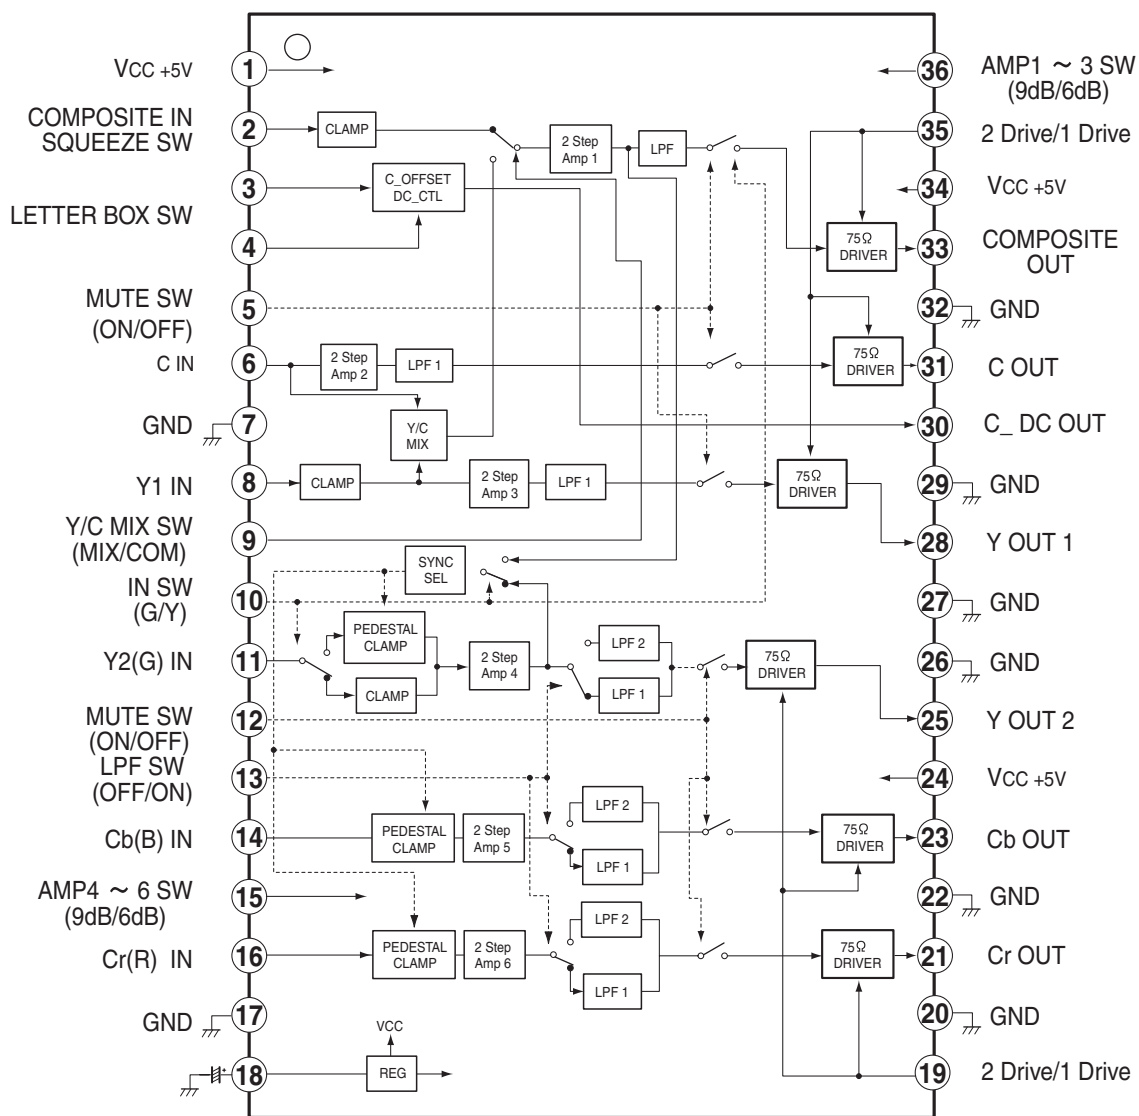 VCC +5V
1
COMPOSITE IN
2
SQUEEZE SW
3
LETTER BOX SW
4
MUTE SW
(ON/OFF)
5
C IN
6
GND
7
Y1 IN
8
Y/C MIX SW
(MIX/COM)
9
IN SW
(G/Y)
10
Y2(G) IN
11
MUTE SW
(ON/OFF)
12
LPF SW
(OFF/ON)
13
Cb(B) IN
14
AMP4 ~ 6 SW
(9dB/6dB)
15
Cr(R) IN
16
GND
17
18
CLAMP
2 Step
Amp 1
LPF
C_OFFSET
DC_CTL
75Ω
DRIVER
2 Step
Amp 2
LPF 1
75Ω
DRIVER
Y/C
MIX
CLAMP
2 Step
Amp 3
LPF 1
75Ω
DRIVER
SYNC
SEL
PEDESTAL
CLAMP
CLAMP
2 Step
Amp 4
LPF 2
LPF 1
75Ω
DRIVER
PEDESTAL
CLAMP
2 Step
Amp 5
LPF 2
LPF 1
75Ω
DRIVER
PEDESTAL
CLAMP
2 Step
Amp 6
LPF 2
LPF 1
75Ω
DRIVER
VCC
REG
36
AMP1 ~ 3 SW
(9dB/6dB)
35
2 Drive/1 Drive
34
VCC +5V
33
COMPOSITE
OUT
32
GND
31
C OUT
30
C_ DC OUT
29
GND
28
Y OUT 1
27
GND
26
GND
25
Y OUT 2
24
VCC +5V
23
Cb OUT
22
GND
21
Cr OUT
20
GND
19
2 Drive/1 Drive